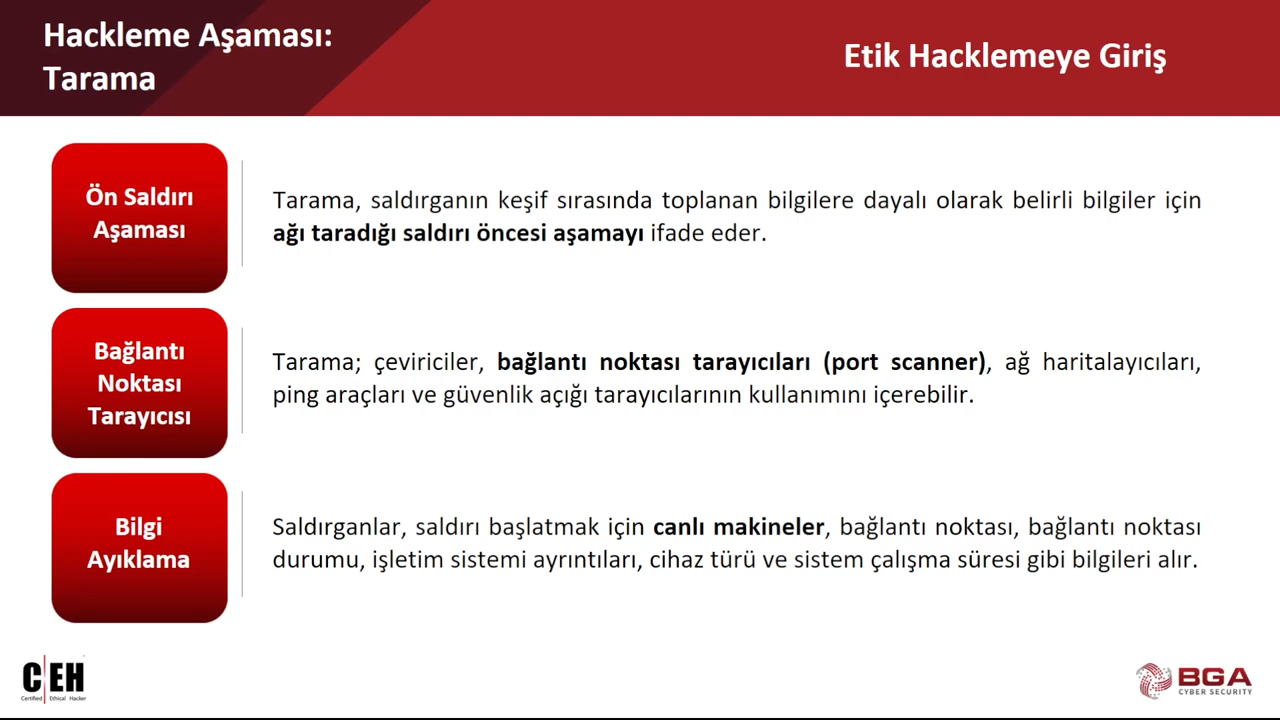 Hackleme Aşaması:
Tarama
Etik Hacklemeye Giriş
Ön Saldırı
Aşaması
Tarama, saldırganın keşif sırasında toplanan bilgilere dayalı olarak belirli bilgiler için
ağı taradığı saldırı öncesi aşamayı ifade eder.
Bağlantı
Noktası
Tarayıcısı
Tarama; çeviriciler, bağlantı noktası tarayıcıları (port scanner), ağ haritalayıcıları,
ping araçları ve güvenlik açığı tarayıcılarının kullanımını içerebilir.
Bilgi
Ayıklama
Saldırganlar, saldırı başlatmak için canlı makineler, bağlantı noktası, bağlantı noktası
durumu, işletim sistemi ayrıntıları, cihaz türü ve sistem çalışma süresi gibi bilgileri alır.
C|EH
Certified Ethical Hacker
BGA
CYBER SECURITY